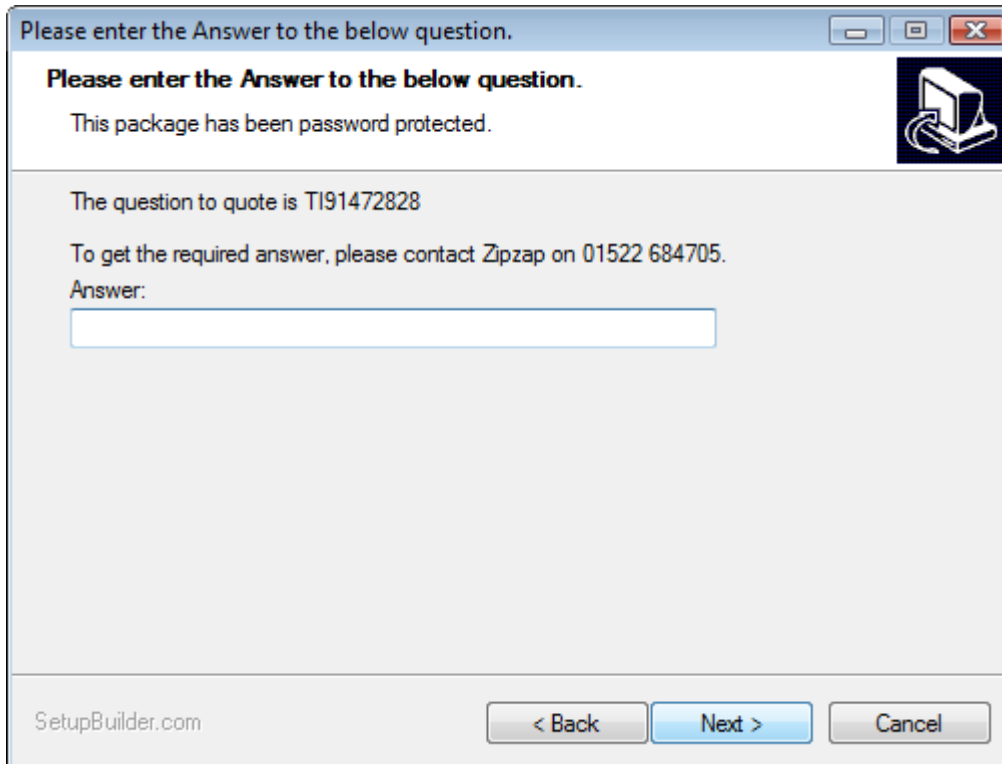 Please enter the Answer to the below question.
Please enter the Answer to the below question.
This package has been password protected.
The question to quote is TI91472828
To get the required answer, please contact Zipzap on 01522 684705.
Answer:
SetupBuilder.com
< Back
Next >
Cancel